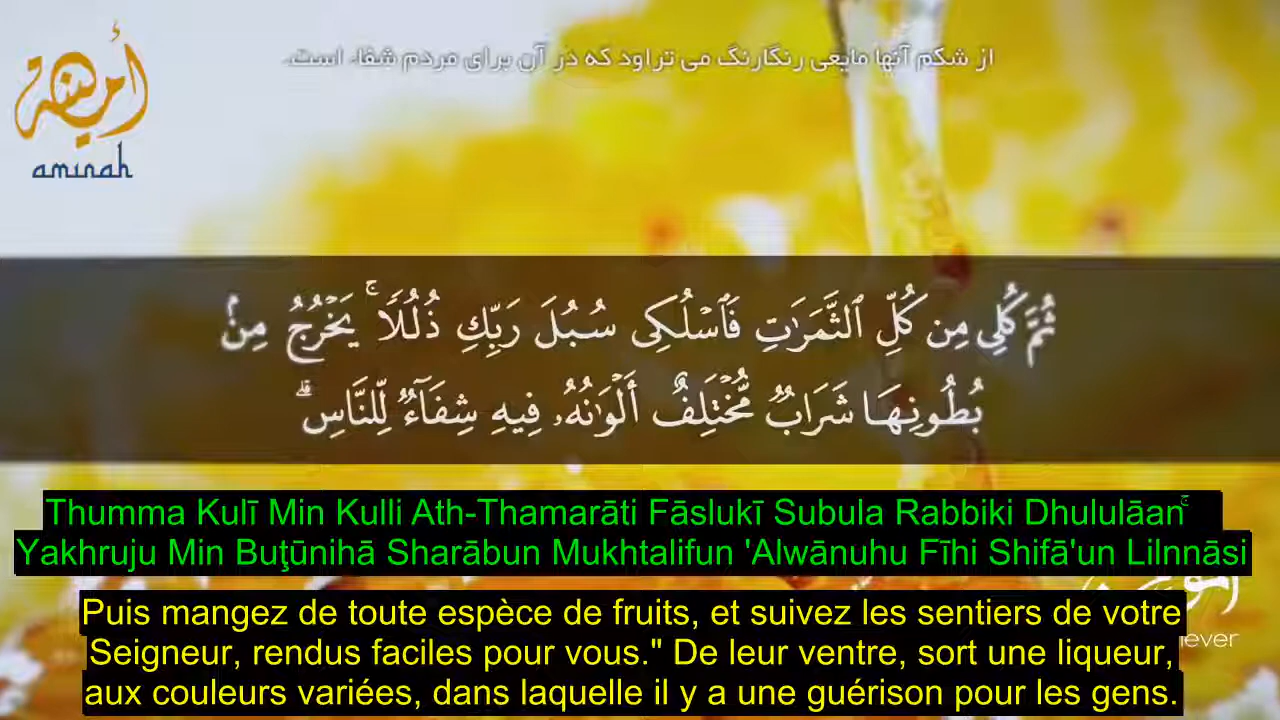 أمينة
aminah
از شکم آنها مایعی رنگارنگ می تراود که در آن برای مردم شفاء است.
ثُمَّ كُلِي مِن كُلِّ ٱلثَّمَرَٰتِ فَٱسْلُكِي سُبُلَ رَبِّكِ ذُلُلًا ۚ يَخْرُجُ مِنۢ
بُطُونِهَا شَرَابٌ مُّخْتَلِفٌ أَلْوَٰنُهُۥ فِيهِ شِفَآءٌ لِّلنَّاسِ ۗ
Thumma Kulī Min Kulli Ath-Thamarāti Fāslukī Subula Rabbiki Dhululāan ۚ
Yakhruju Min Buţūnihā Sharābun Mukhtalifun 'Alwānuhu Fīhi Shifā'un Lilnnāsi
Puis mangez de toute espèce de fruits, et suivez les sentiers de votre
Seigneur, rendus faciles pour vous." De leur ventre, sort une liqueur,
aux couleurs variées, dans laquelle il y a une guérison pour les gens.